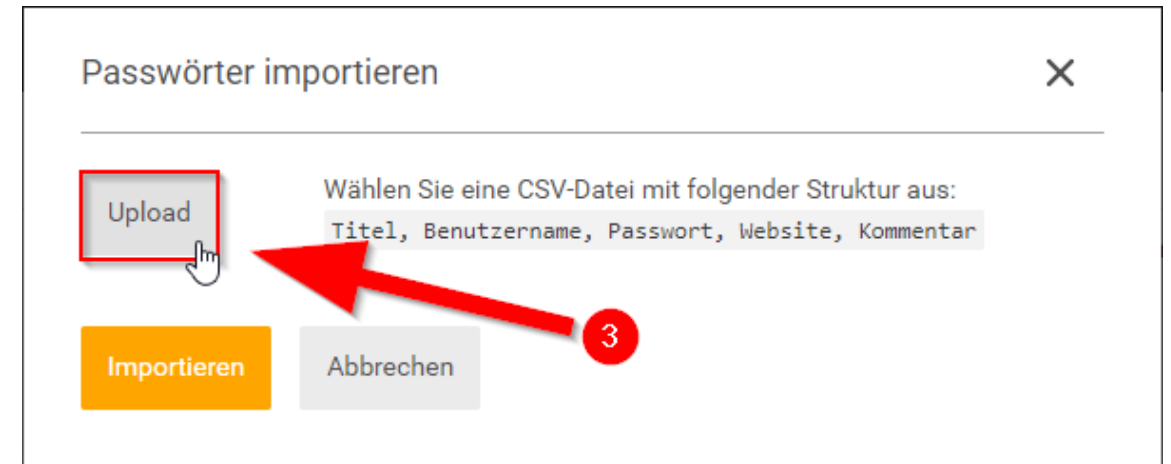 Passwörter importieren
Upload
Wählen Sie eine CSV-Datei mit folgender Struktur aus:
Titel, Benutzername, Passwort, Website, Kommentar
3
Importieren
Abbrechen